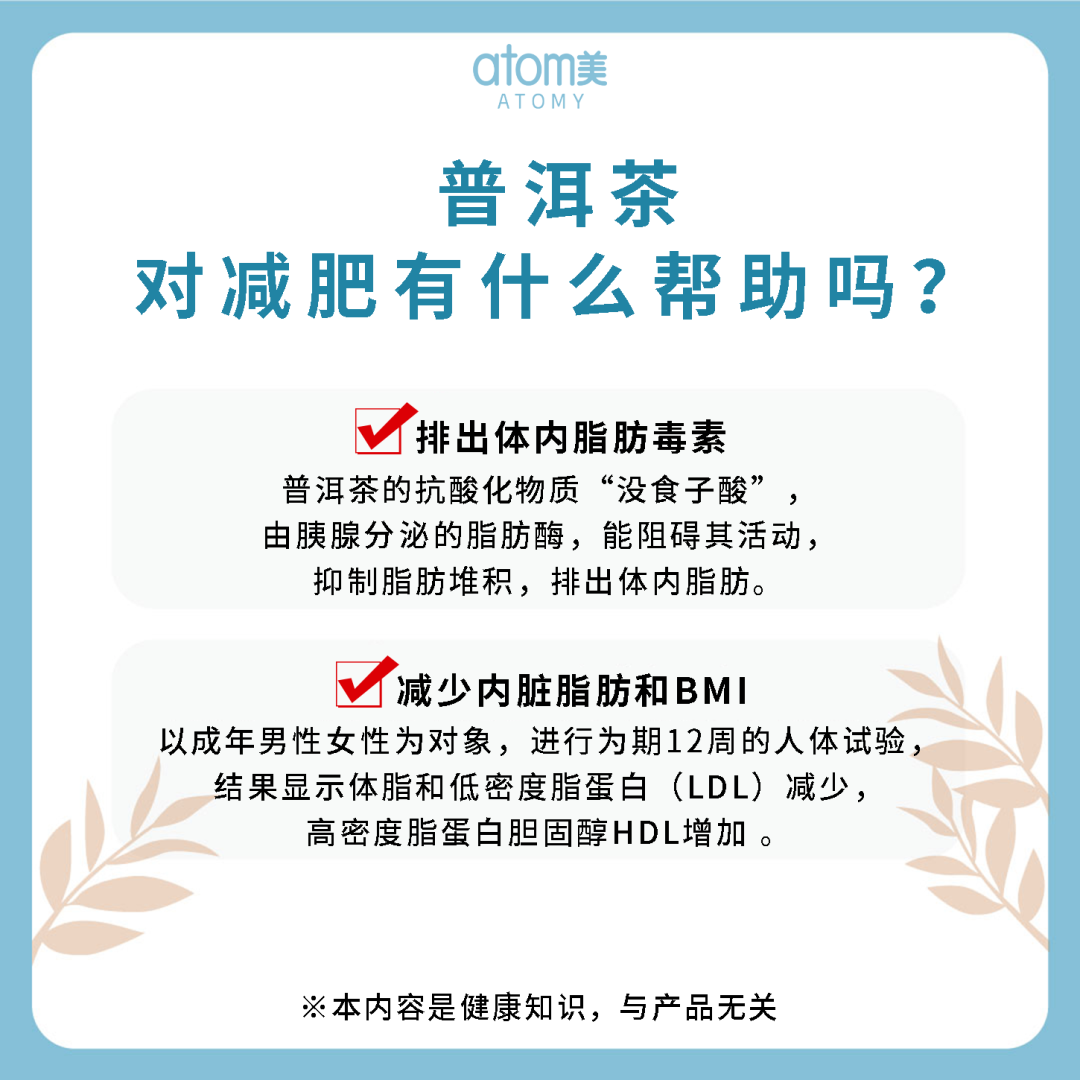 atom美
ATOMY
普洱茶
对减肥有什么帮助吗?
排出体内脂肪毒素
普洱茶的抗酸化物质“没食子酸”,
由胰腺分泌的脂肪酶,能阻碍其活动,
抑制脂肪堆积,排出体内脂肪。
减少内脏脂肪和BMI
以成年男性女性为对象,进行为期12周的人体试验,
结果显示体脂和低密度脂蛋白(LDL)减少,
高密度脂蛋白胆固醇HDL增加 。
※本内容是健康知识,与产品无关